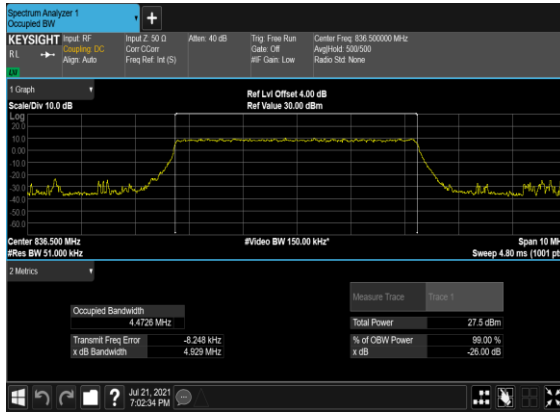 Spectrum Analyzer 1
Occupied BW
+
KEYSIGHT
RL
LXI
Input: RF
Coupling: DC
Align: Auto
Input Z: 50 Ω
Corr CCorr
Freq Ref: Int (S)
Atten: 40 dB
Trig: Free Run
Gate: Off
#IF Gain: Low
Center Freq: 836.500000 MHz
Avg|Hold: 500/500
Radio Std: None
1 Graph
Scale/Div 10.0 dB
Ref Lvl Offset 4.00 dB
Ref Value 30.00 dBm
Log
20.0
10.0
0.00
-10.0
-20.0
-30.0
-40.0
-50.0
-60.0
Center 836.500 MHz
#Res BW 51.000 kHz
#Video BW 150.00 kHz*
Span 10 MH
Sweep 4.80 ms (1001 pt
2 Metrics
Measure Trace
Trace 1
Occupied Bandwidth
4.4726 MHz
Total Power
27.5 dBm
Transmit Freq Error
-8.248 kHz
% of OBW Power
99.00 %
x dB Bandwidth
4.929 MHz
x dB
-26.00 dB
?
Jul 21, 2021
7:02:34 PM